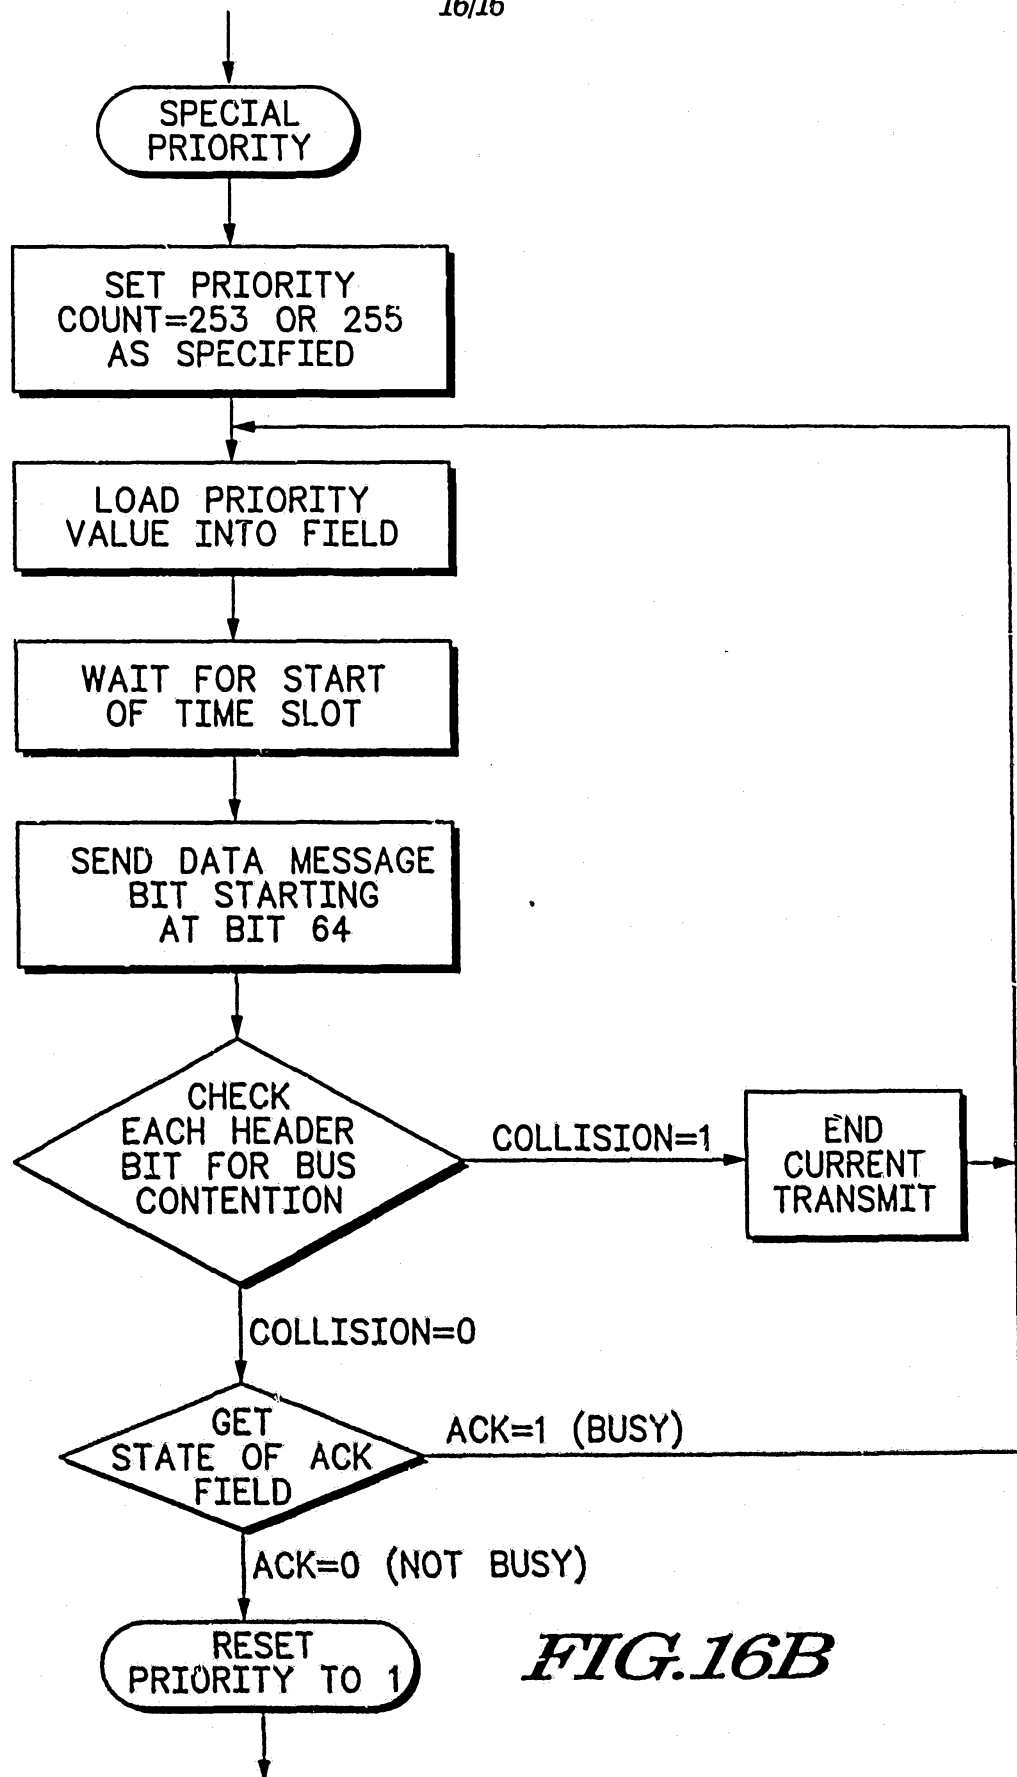 16/16
SPECIAL
PRIORITY
SET PRIORITY
COUNT=253 OR 255
AS SPECIFIED
LOAD PRIORITY
VALUE INTO FIELD
WAIT FOR START
OF TIME SLOT
SEND DATA MESSAGE
BIT STARTING
AT BIT 64
CHECK
EACH HEADER
BIT FOR BUS
CONTENTION
COLLISION=1
END
CURRENT
TRANSMIT
COLLISION=0
GET
STATE OF ACK
FIELD
ACK=1 (BUSY)
ACK=0 (NOT BUSY)
RESET
PRIORITY TO 1
FIG.16B